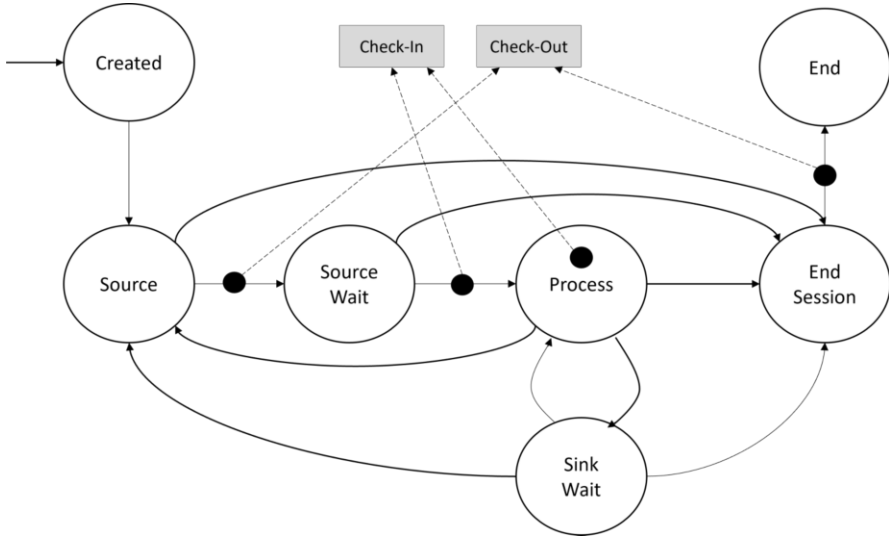 Created
Check-In
Check-Out
End
Source
Source
Wait
Process
End
Session
Sink
Wait